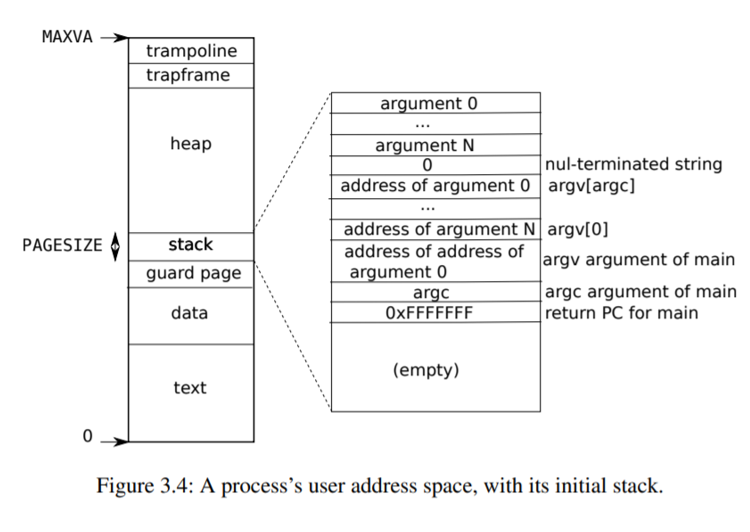 MAXVA
trampoline
trapframe
heap
PAGESIZE
stack
guard page
data
text
0
argument 0
...
argument N
0 nul-terminated string
address of argument 0 argv[argc]
...
address of argument N argv[0]
address of address of
argument 0
argv argument of main
argc argc argument of main
0xFFFFFFF return PC for main
(empty)
Figure 3.4: A process's user address space, with its initial stack.